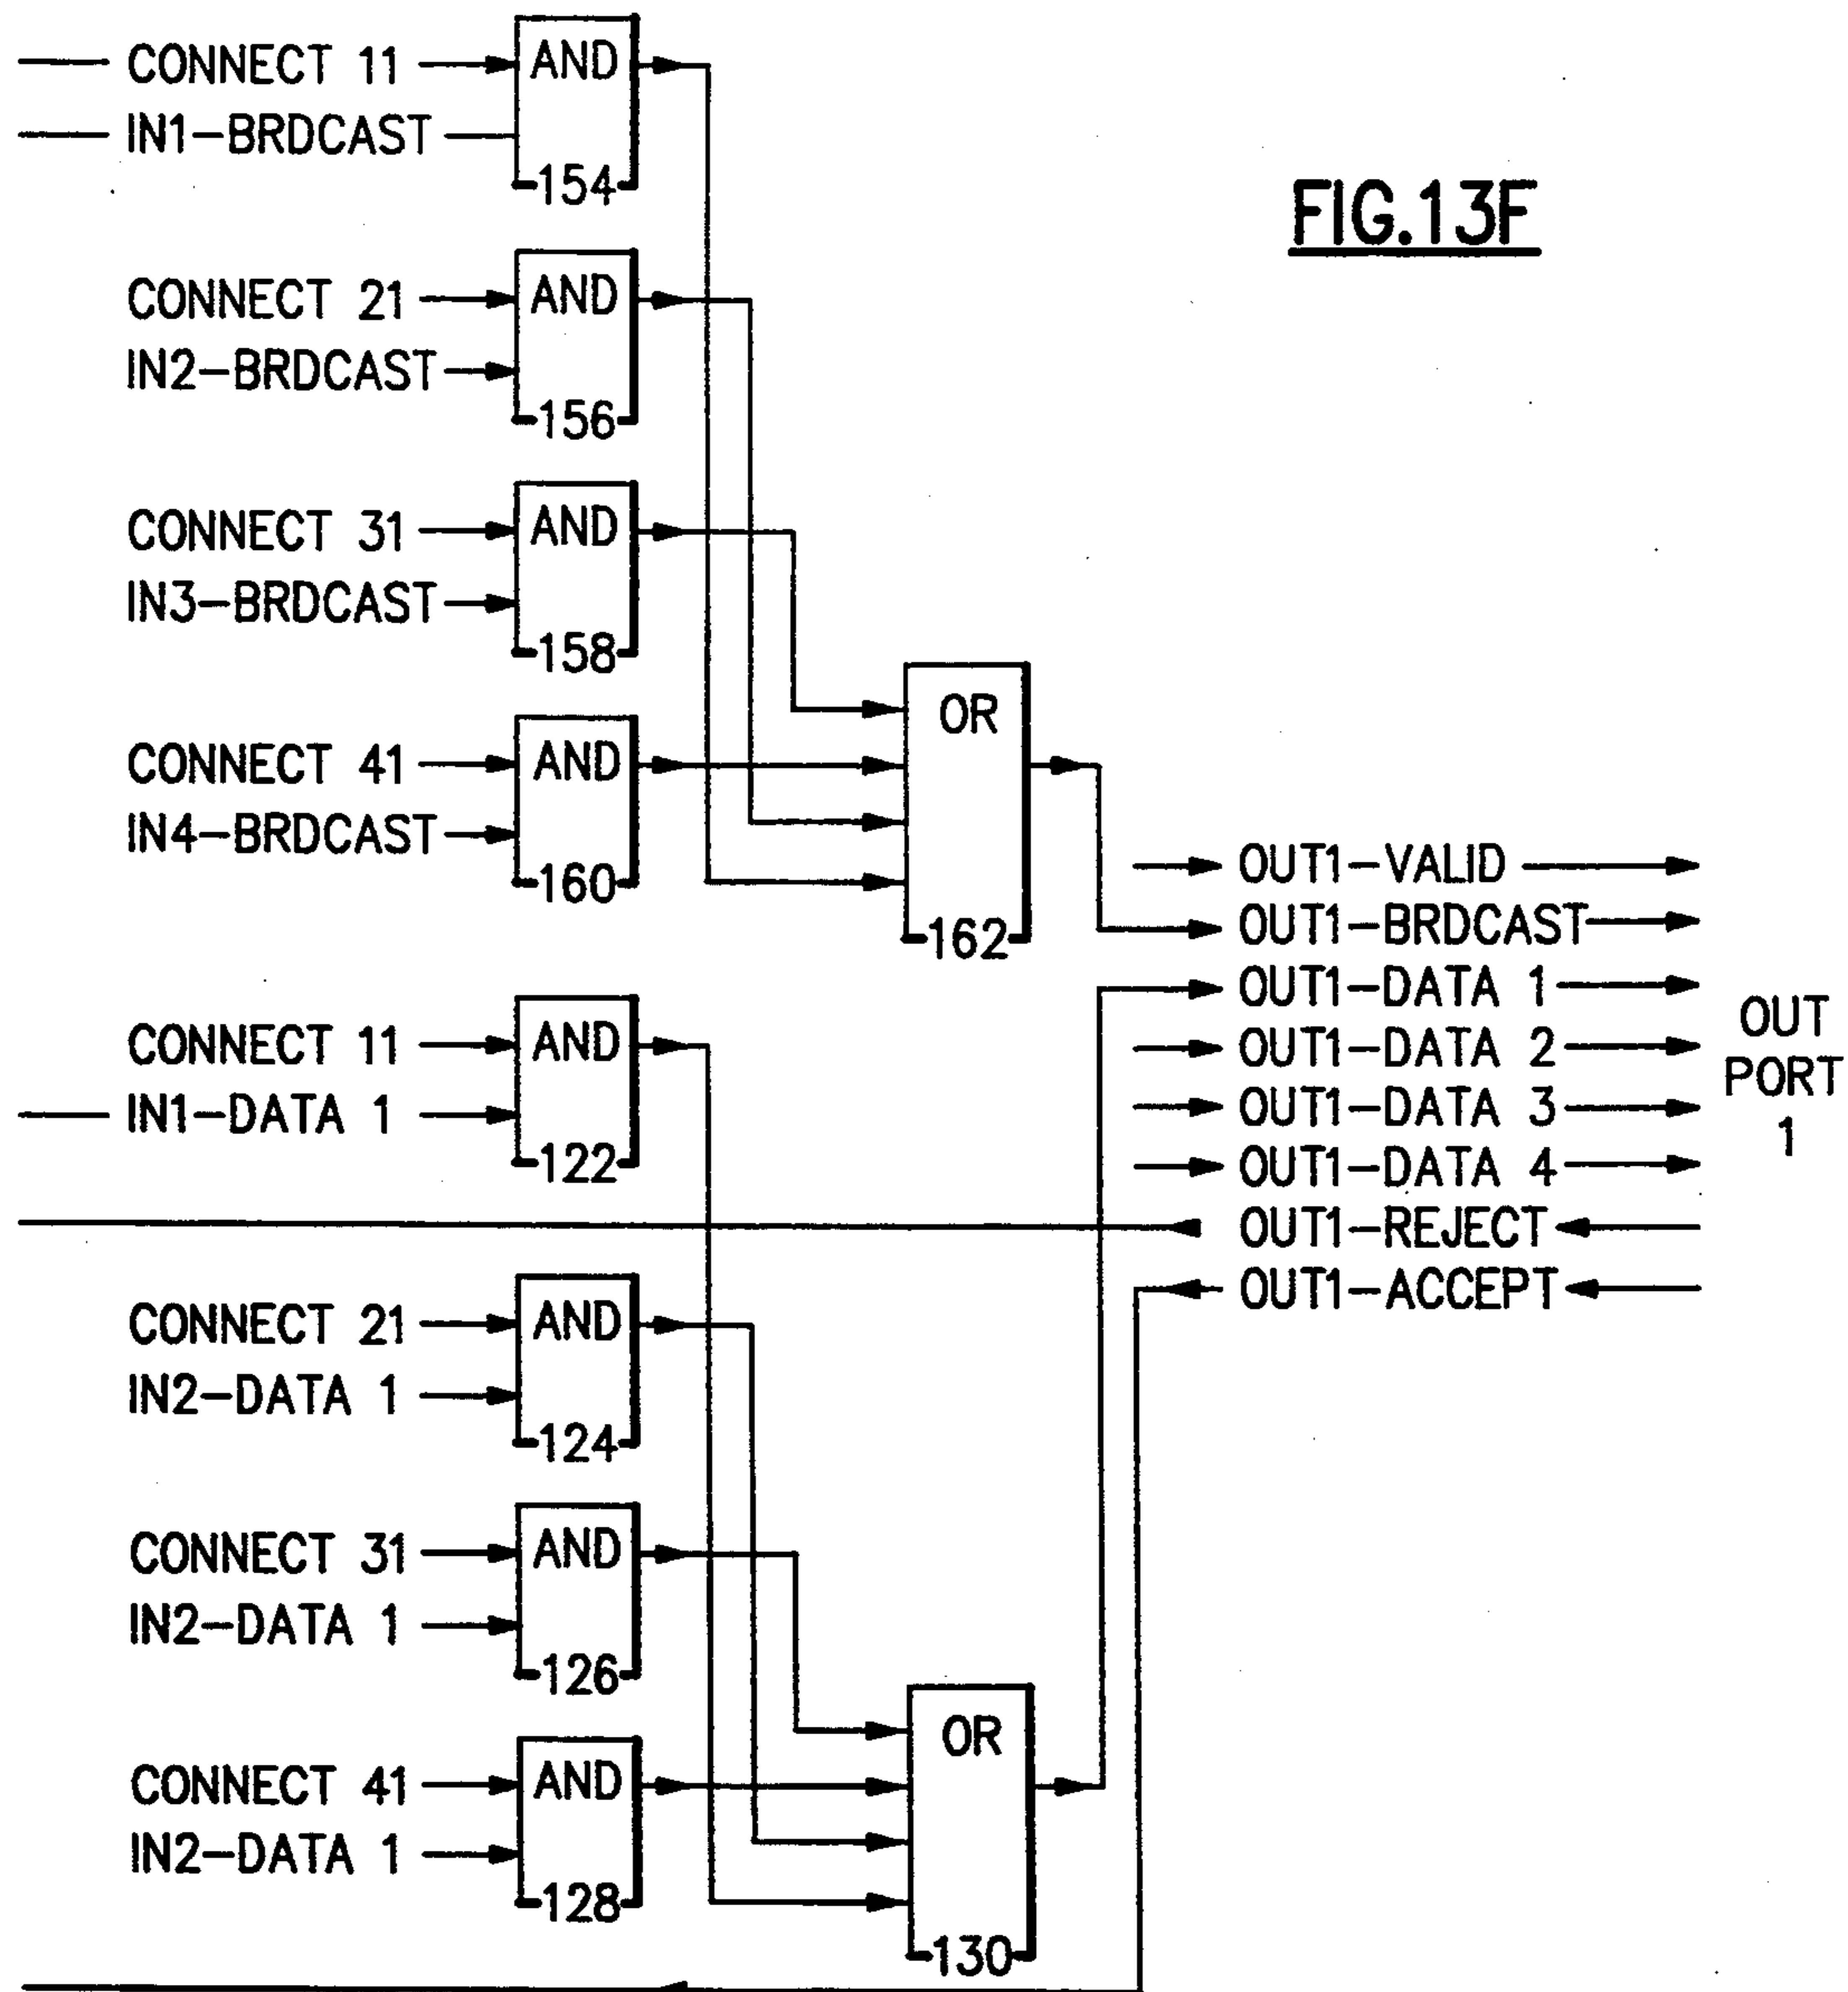 CONNECT 11
AND
IN1-BRDCAST
154
FIG.13F
CONNECT 21
AND
IN2-BRDCAST
156
CONNECT 31
AND
IN3-BRDCAST
158
OR
CONNECT 41
AND
IN4-BRDCAST
160
162
OUT1-VALID
OUT1-BRDCAST
OUT1-DATA 1
OUT1-DATA 2
OUT1-DATA 3
OUT1-DATA 4
OUT1-REJECT
OUT1-ACCEPT
OUT
PORT
1
CONNECT 11
AND
IN1-DATA 1
122
CONNECT 21
AND
IN2-DATA 1
124
CONNECT 31
AND
IN2-DATA 1
126
OR
CONNECT 41
AND
IN2-DATA 1
128
130